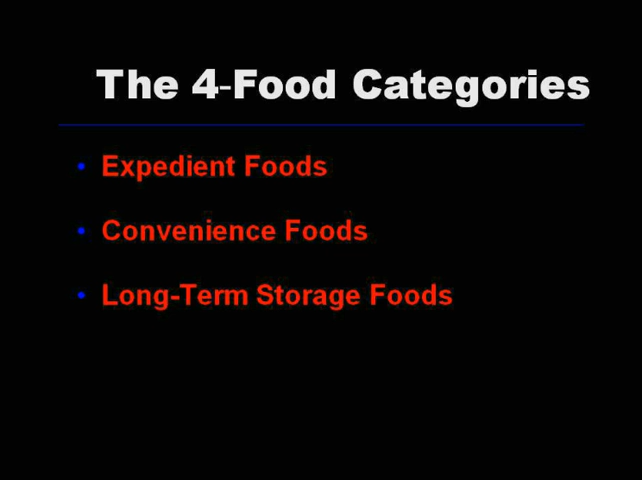 The 4-Food Categories
• Expedient Foods
• Convenience Foods
• Long-Term Storage Foods